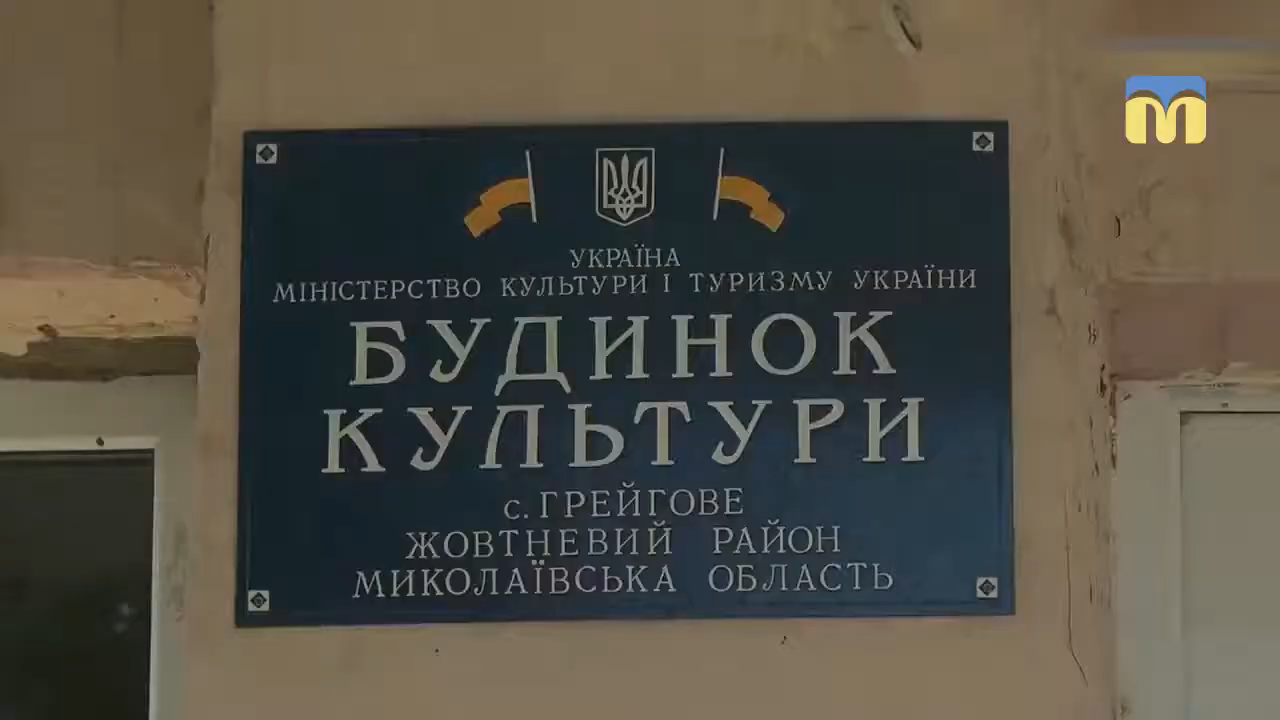 УКРАЇНА
МІНІСТЕРСТВО КУЛЬТУРИ І ТУРИЗМУ УКРАЇНИ
БУДИНОК
КУЛЬТУРИ
с. ГРЕЙГОВЕ
ЖОВТНЕВИЙ РАЙОН
МИКОЛАЇВСЬКА ОБЛАСТЬ